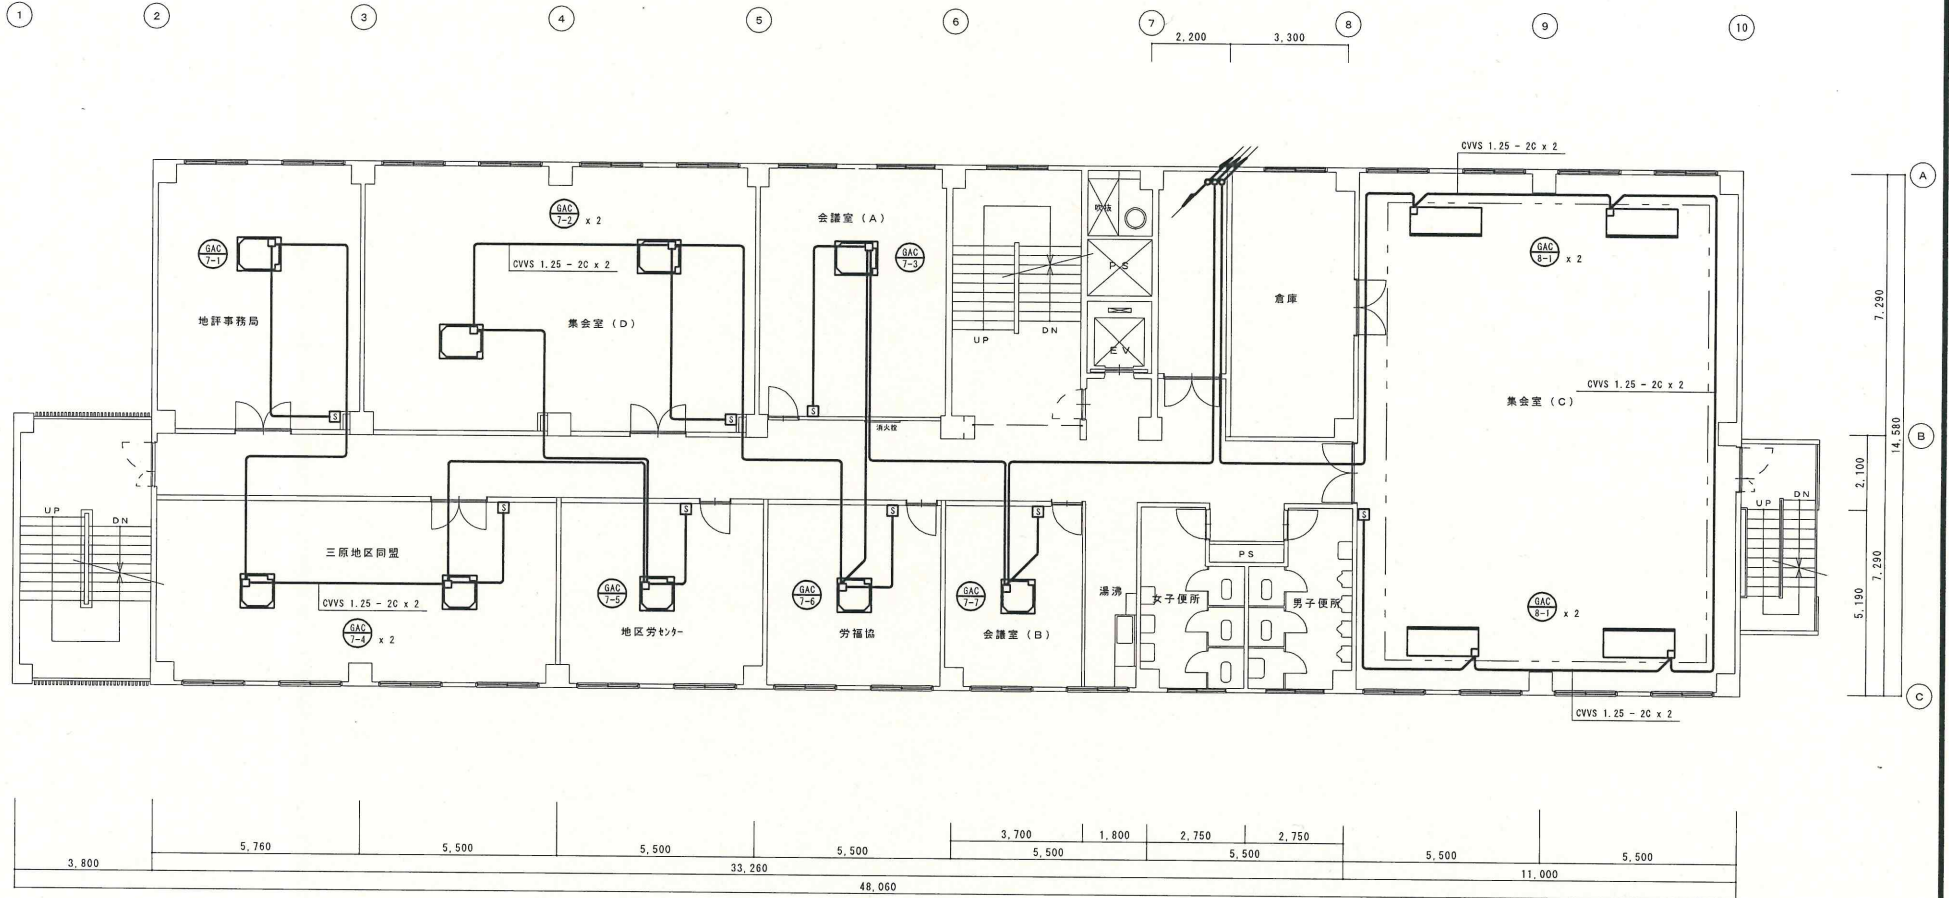 1 2 3 4 5 6 7 8 9 10
2,200 3,300
CVVS 1.25 - 2C x 2
A
GAC 7-2 x 2
会議室(A)
吹抜
GAC 7-1
GAC 7-3
GAC 8-1 x 2
CVVS 1.25 - 2C x 2
PS
倉庫
7,290
地評事務局
集会室(D)
UP
DN
EV
CVVS 1.25 - 2C x 2
集会室(C)
S
S
S
消火栓
B
14,580
2,100
UP
DN
S
S
S
S
S
UP
DN
三原地区同盟
PS
7,290
GAC 7-5
GAC 7-6
GAC 7-7
湯沸
女子便所
男子便所
CVVS 1.25 - 2C x 2
GAC 8-1 x 2
5,190
GAC 7-4 x 2
地区労センター
労福協
会議室(B)
C
CVVS 1.25 - 2C x 2
3,700 1,800 2,750 2,750
5,760 5,500 5,500 5,500 5,500 5,500 5,500 5,500
3,800 33,260 11,000
48,060